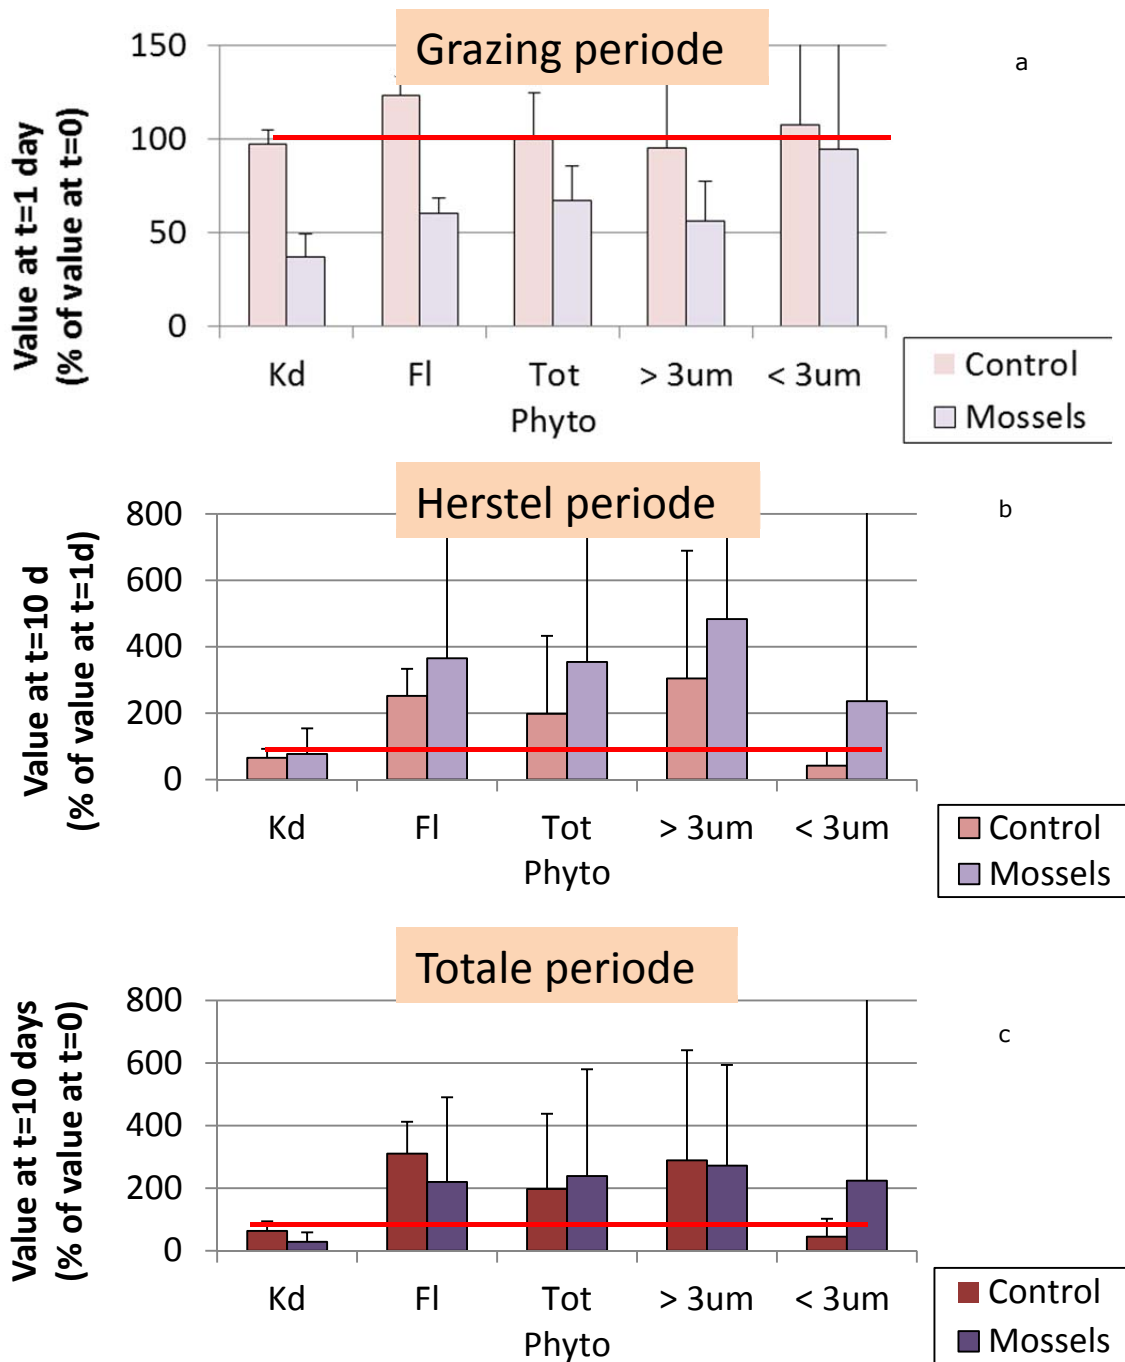 Grazing periode
a
Value at t=1 day
(% of value at t=0)
150
100
50
0
Kd Fl Tot > 3um < 3um
Phyto
Control
Mossels
Herstel periode
b
Value at t=10 d
(% of value at t=1d)
800
600
400
200
0
Kd Fl Tot > 3um < 3um
Phyto
Control
Mossels
Totale periode
c
Value at t=10 days
(% of value at t=0)
800
600
400
200
0
Kd Fl Tot > 3um < 3um
Phyto
Control
Mossels